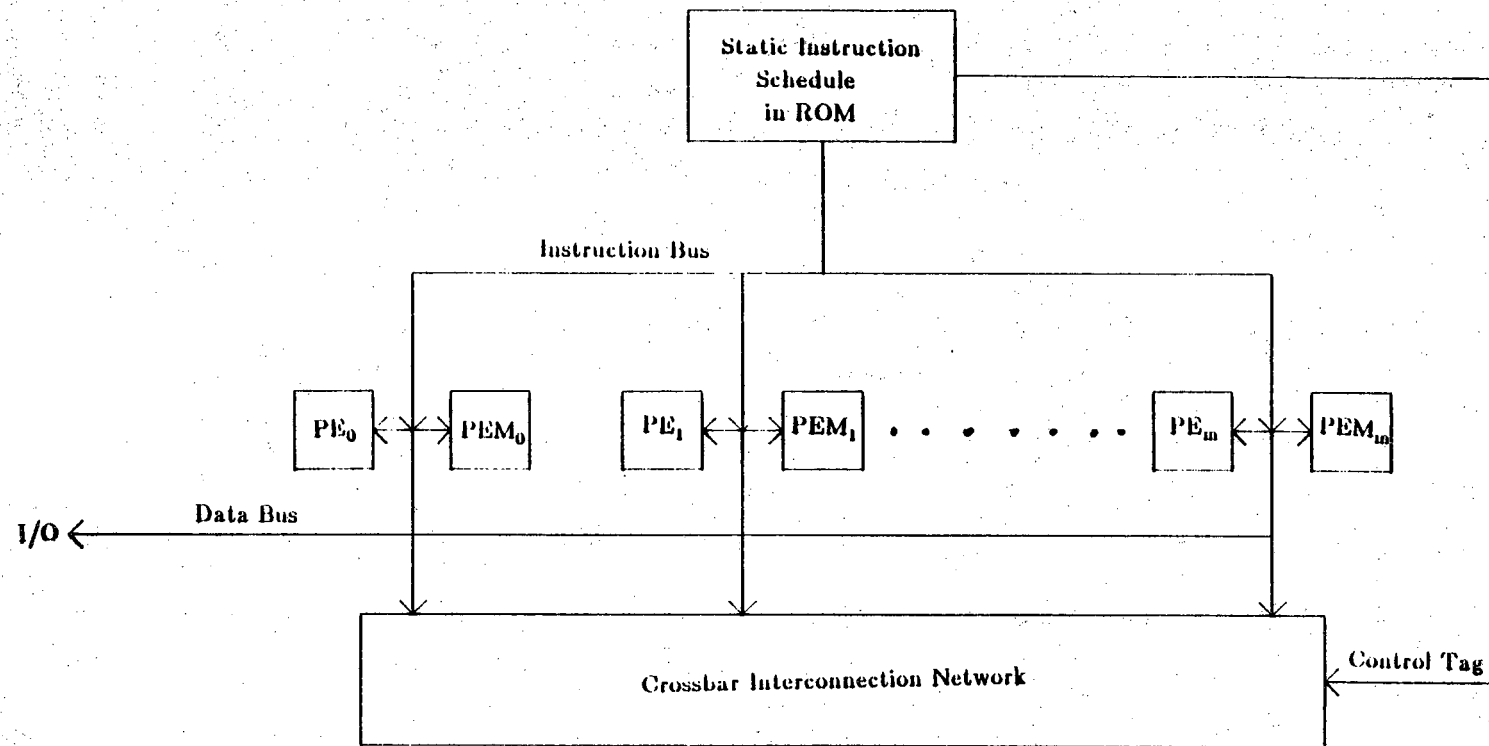 Static Instruction
Schedule
in ROM
Instruction Bus
PE₀
PEM₀
PE₁
PEM₁
PEₘ
PEMₘ
Data Bus
I/O
Crossbar Interconnection Network
Control Tag